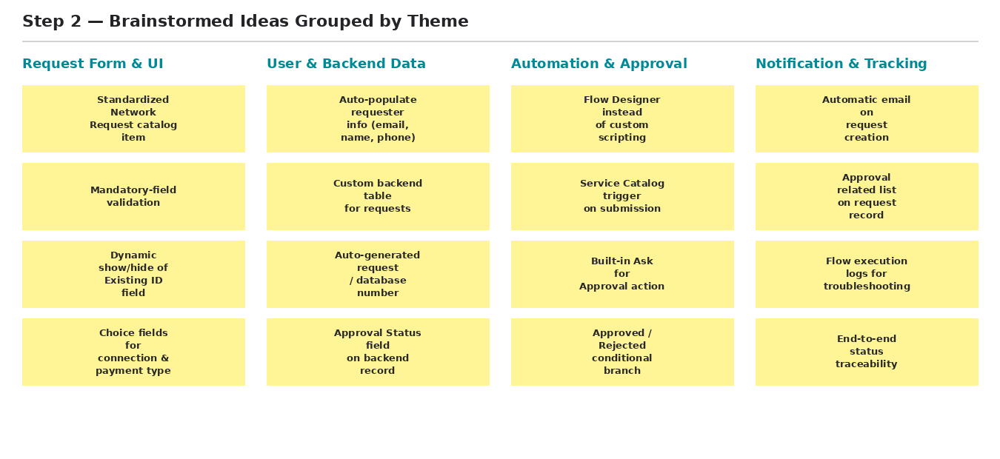 Step 2 — Brainstormed Ideas Grouped by Theme
Request Form & UI
Standardized
Network
Request catalog
item
Mandatory-field
validation
Dynamic
show/hide of
Existing ID
field
Choice fields
for
connection &
payment type
User & Backend Data
Auto-populate
requester
info (email,
name, phone)
Custom backend
table
for requests
Auto-generated
request
/ database
number
Approval Status
field
on backend
record
Automation & Approval
Flow Designer
instead
of custom
scripting
Service Catalog
trigger
on submission
Built-in Ask
for
Approval action
Approved /
Rejected
conditional
branch
Notification & Tracking
Automatic email
on
request
creation
Approval
related list
on request
record
Flow execution
logs for
troubleshooting
End-to-end
status
traceability